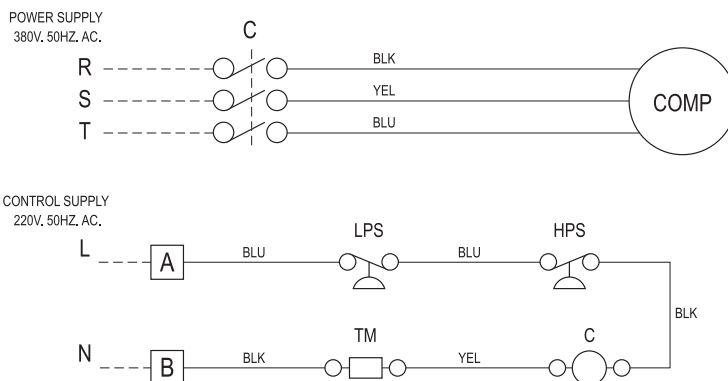 POWER SUPPLY
380V. 50HZ. AC.
C
R
BLK
S
YEL
COMP
T
BLU
CONTROL SUPPLY
220V. 50HZ. AC.
LPS
HPS
L
A
BLU
BLU
BLK
TM
C
N
B
BLK
YEL